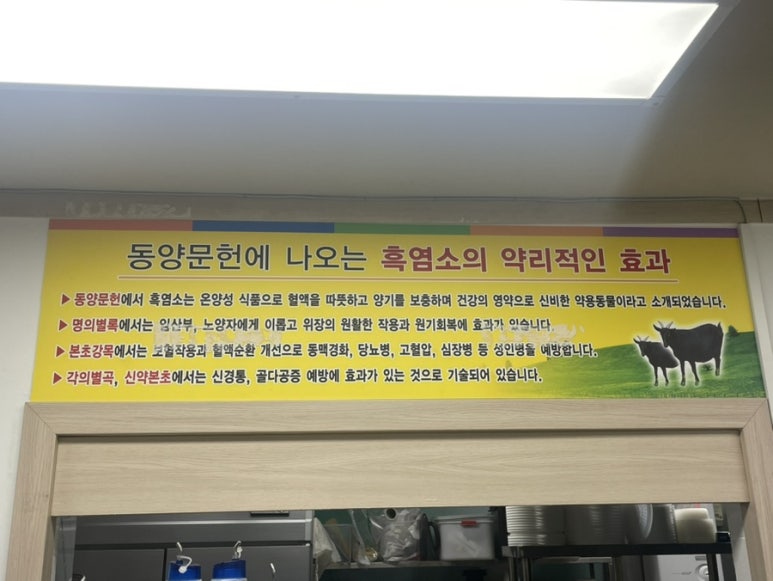 동양문헌에 나오는 흑염소의 약리적인 효과
▶ 동양문헌에서 흑염소는 온양성 식품으로 혈액을 따뜻하고 양기를 보충하며 건강의 영약으로 신비한 약용동물이라고 소개되었습니다.
▶ 명의별록에서는 임산부, 노양자에게 이롭고 위장의 원활한 작용과 원기회복에 효과가 있습니다.
▶ 본초강목에서는 보혈작용과 혈액순환 개선으로 동맥경화, 당뇨병, 고혈압, 심장병 등 성인병을 예방합니다.
▶ 각의별곡, 신약본초에서는 신경통, 골다공증 예방에 효과가 있는 것으로 기술되어 있습니다.